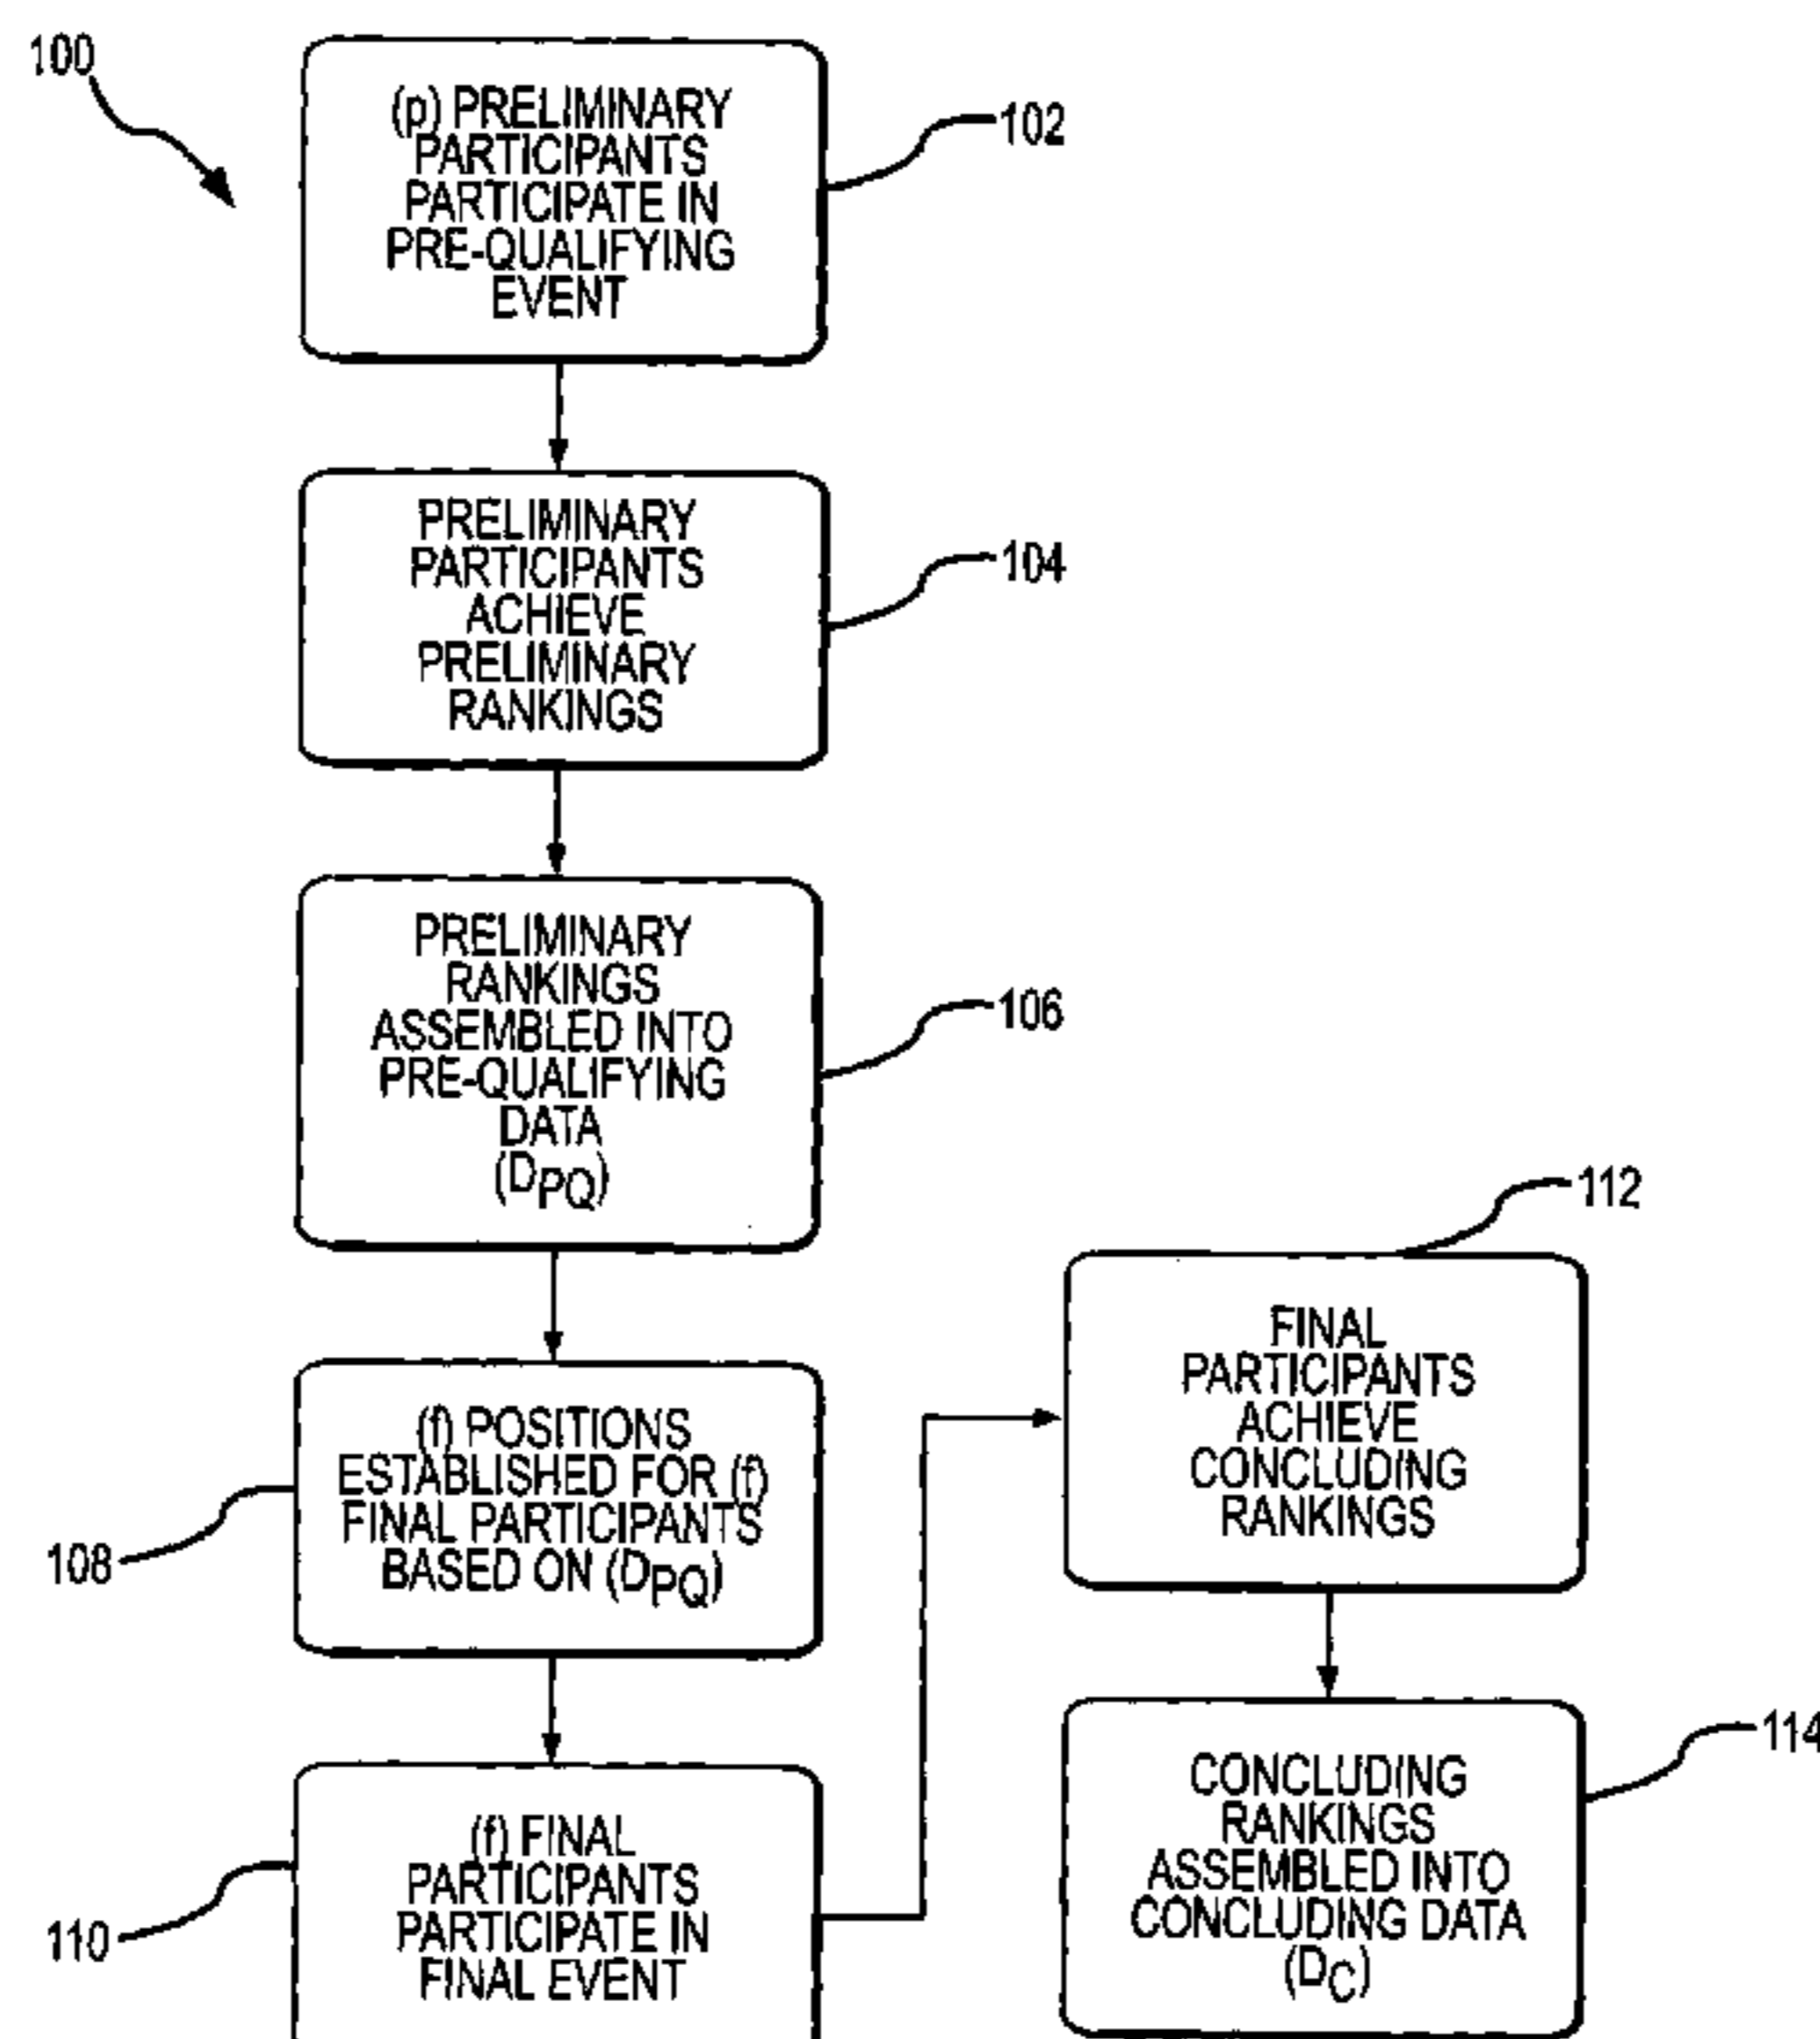 100
(p) PRELIMINARY
PARTICIPANTS
PARTICIPATE IN
PRE-QUALIFYING
EVENT
102
PRELIMINARY
PARTICIPANTS
ACHIEVE
PRELIMINARY
RANKINGS
104
PRELIMINARY
RANKINGS
ASSEMBLED INTO
PRE-QUALIFYING
DATA
(DPQ)
106
(f) POSITIONS
ESTABLISHED FOR (f)
FINAL PARTICIPANTS
BASED ON (DPQ)
108
(f) FINAL
PARTICIPANTS
PARTICIPATE IN
FINAL EVENT
110
112
FINAL
PARTICIPANTS
ACHIEVE
CONCLUDING
RANKINGS
CONCLUDING
RANKINGS
ASSEMBLED INTO
CONCLUDING DATA
(DC)
114